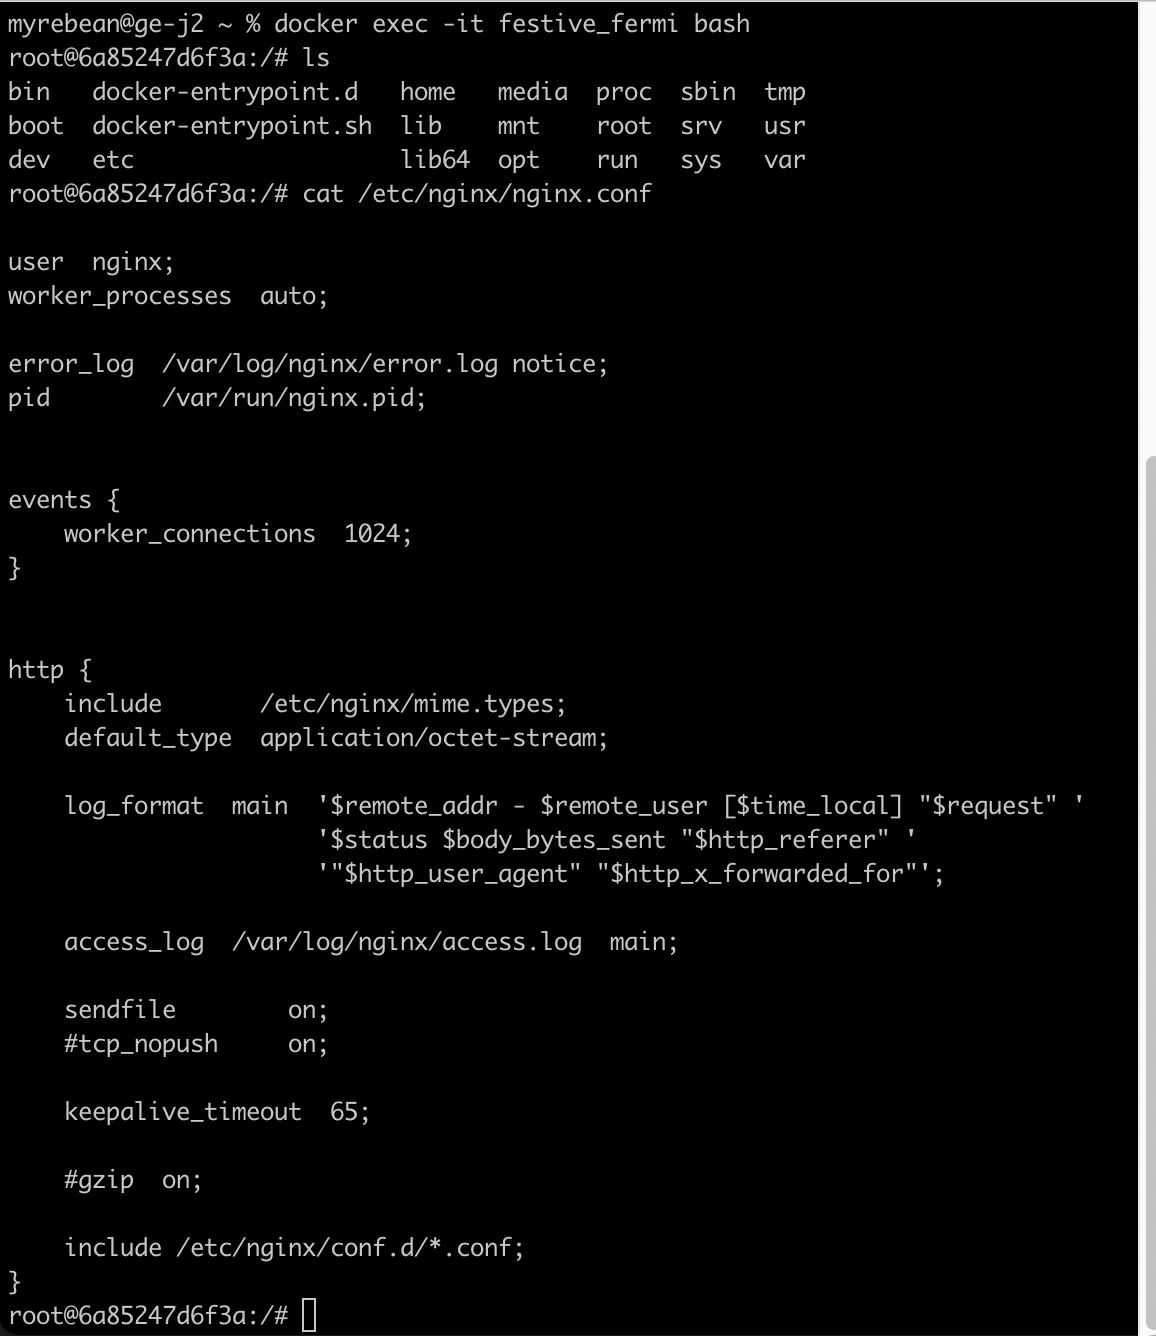 myrebean@ge-j2 ~ % docker exec -it festive_fermi bash
root@6a85247d6f3a:/# ls
bin   docker-entrypoint.d   home   media  proc  sbin  tmp
boot  docker-entrypoint.sh  lib    mnt    root  srv   usr
dev   etc                   lib64  opt    run   sys   var
root@6a85247d6f3a:/# cat /etc/nginx/nginx.conf

user  nginx;
worker_processes  auto;

error_log  /var/log/nginx/error.log notice;
pid        /var/run/nginx.pid;


events {
    worker_connections  1024;
}


http {
    include       /etc/nginx/mime.types;
    default_type  application/octet-stream;

    log_format  main  '$remote_addr - $remote_user [$time_local] "$request" '
                      '$status $body_bytes_sent "$http_referer" '
                      '"$http_user_agent" "$http_x_forwarded_for"';

    access_log  /var/log/nginx/access.log  main;

    sendfile        on;
    #tcp_nopush     on;

    keepalive_timeout  65;

    #gzip  on;

    include /etc/nginx/conf.d/*.conf;
}
root@6a85247d6f3a:/#